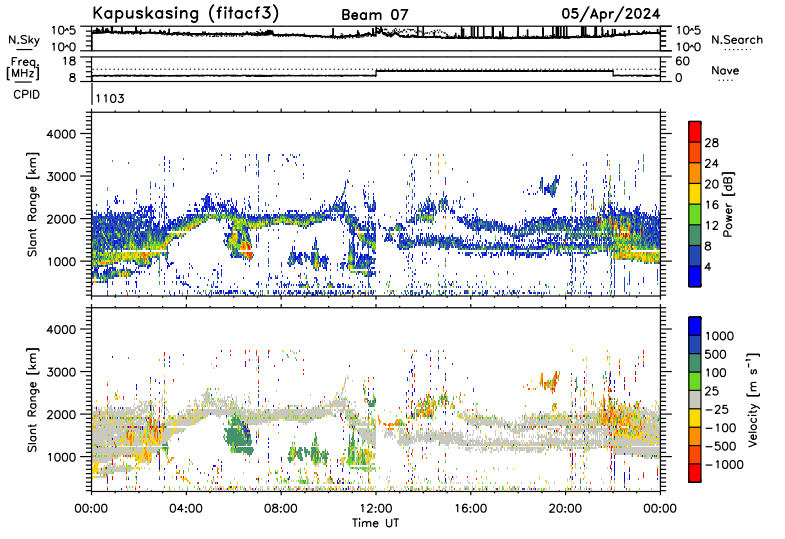 Kapuskasing (fitacf3) Beam 07 05/Apr/2024
N.Sky 10^5 10^0 10^5 10^0 N.Search
Freq. [MHz] 18 8 60 0 Nave
CPID 1103
Slant Range [km]
4000
3000
2000
1000
Power [dB]
28
24
20
16
12
8
4
Slant Range [km]
4000
3000
2000
1000
Velocity [m s^-1]
1000
500
100
25
-25
-100
-500
-1000
00:00 04:00 08:00 12:00 16:00 20:00 00:00
Time UT